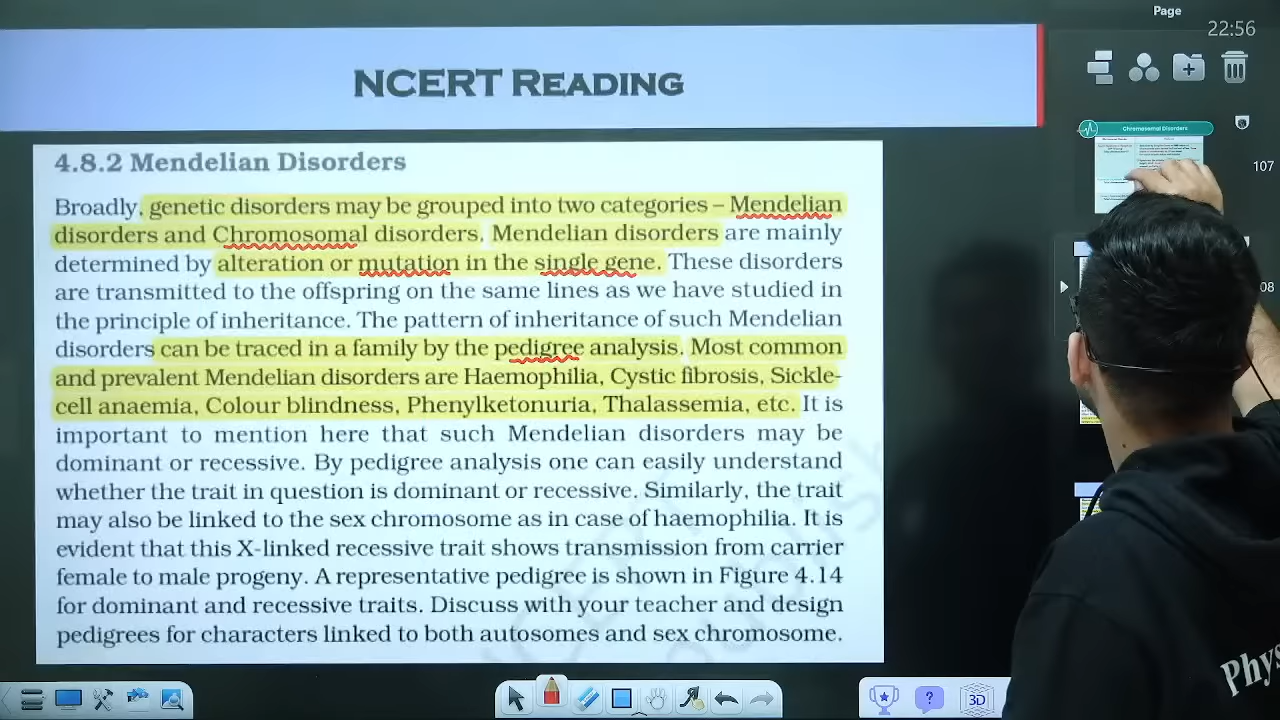 Page
22:56
NCERT READING
107
Chromosomal Disorders
08
4.8.2 Mendelian Disorders
Broadly, genetic disorders may be grouped into two categories – Mendelian
disorders and Chromosomal disorders. Mendelian disorders are mainly
determined by alteration or mutation in the single gene. These disorders
are transmitted to the offspring on the same lines as we have studied in
the principle of inheritance. The pattern of inheritance of such Mendelian
disorders can be traced in a family by the pedigree analysis. Most common
and prevalent Mendelian disorders are Haemophilia, Cystic fibrosis, Sickle-
cell anaemia, Colour blindness, Phenylketonuria, Thalassemia, etc. It is
important to mention here that such Mendelian disorders may be
dominant or recessive. By pedigree analysis one can easily understand
whether the trait in question is dominant or recessive. Similarly, the trait
may also be linked to the sex chromosome as in case of haemophilia. It is
evident that this X-linked recessive trait shows transmission from carrier
female to male progeny. A representative pedigree is shown in Figure 4.14
for dominant and recessive traits. Discuss with your teacher and design
pedigrees for characters linked to both autosomes and sex chromosome.
Phys
?
3D